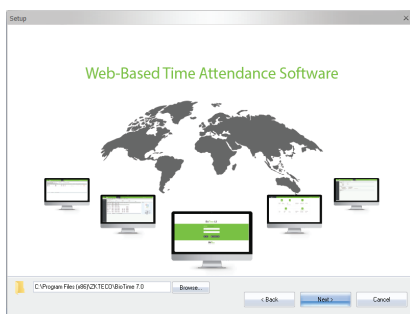 Setup
Web-Based Time Attendance Software
C:\Program Files (x86)\ZKTECO\BioTime 7.0
Browse...
< Back
Next >
Cancel